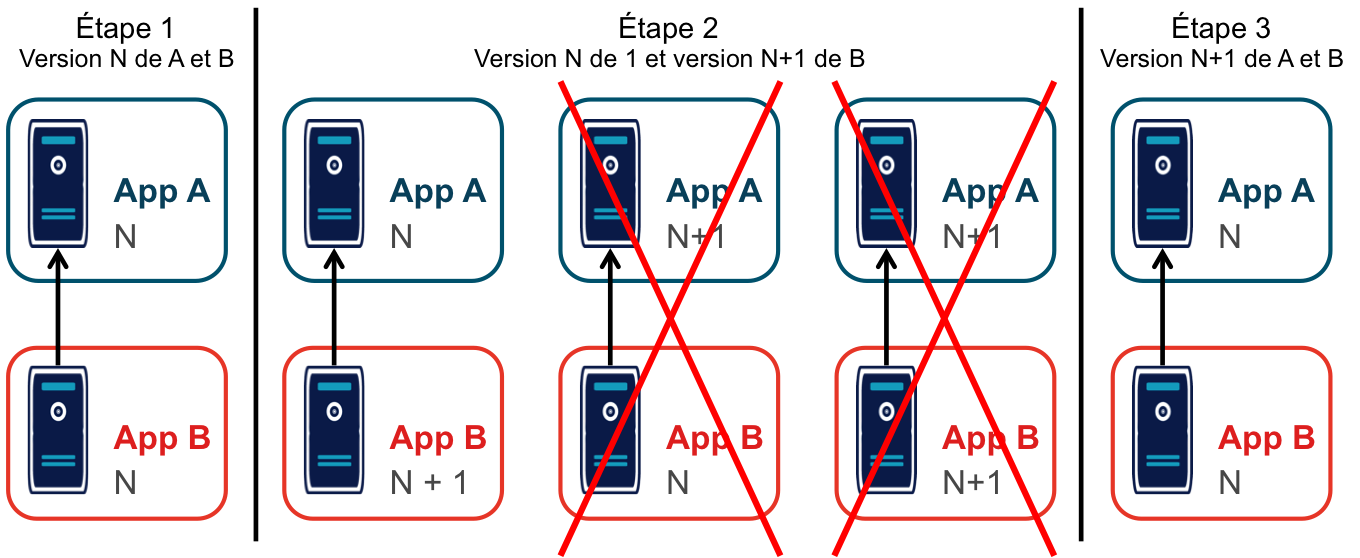 Étape 1
Version N de A et B
Étape 2
Version N de 1 et version N+1 de B
Étape 3
Version N+1 de A et B
App A
N
App B
N
App A
N
App B
N + 1
App A
N+1
App B
N
App A
N+1
App B
N+1
App A
N
App B
N